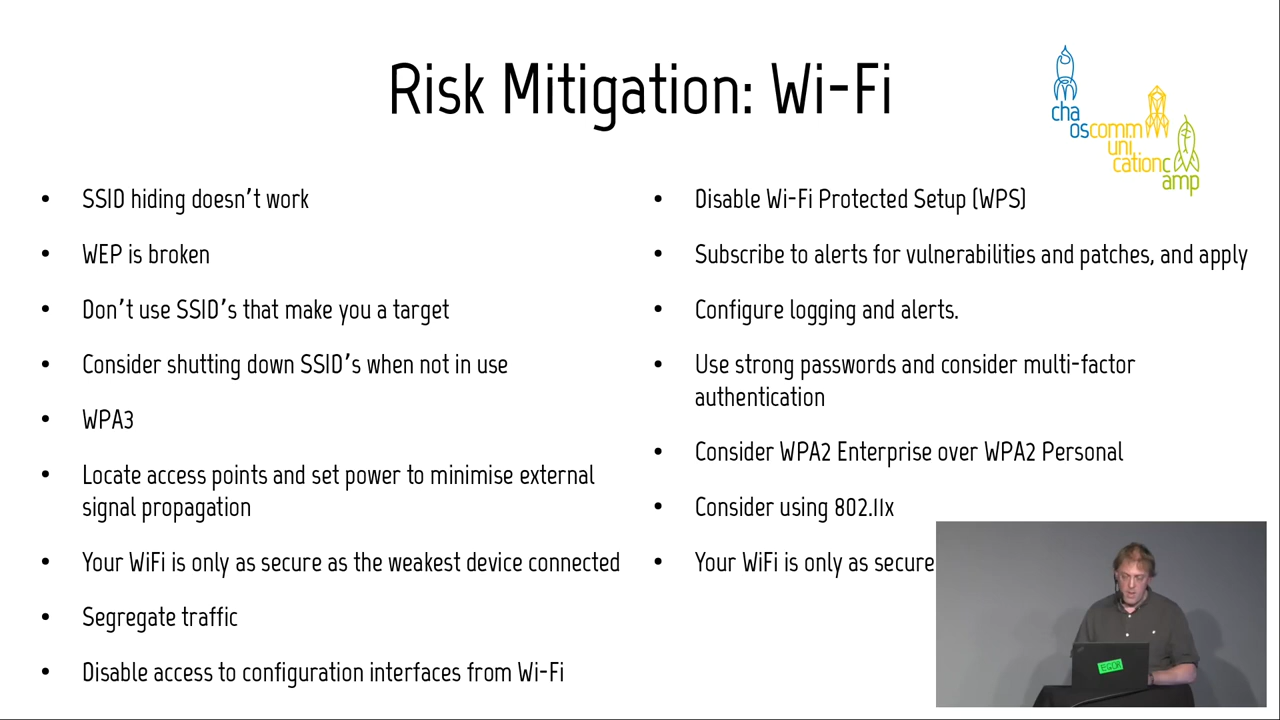 Risk Mitigation: Wi-Fi
cha
oscomm
uni
cationc
amp
SSID hiding doesn't work
WEP is broken
Don't use SSID's that make you a target
Consider shutting down SSID's when not in use
WPA3
Locate access points and set power to minimise external
signal propagation
Your WiFi is only as secure as the weakest device connected
Segregate traffic
Disable access to configuration interfaces from Wi-Fi
Disable Wi-Fi Protected Setup (WPS)
Subscribe to alerts for vulnerabilities and patches, and apply
Configure logging and alerts.
Use strong passwords and consider multi-factor
authentication
Consider WPA2 Enterprise over WPA2 Personal
Consider using 802.11x
Your WiFi is only as secure